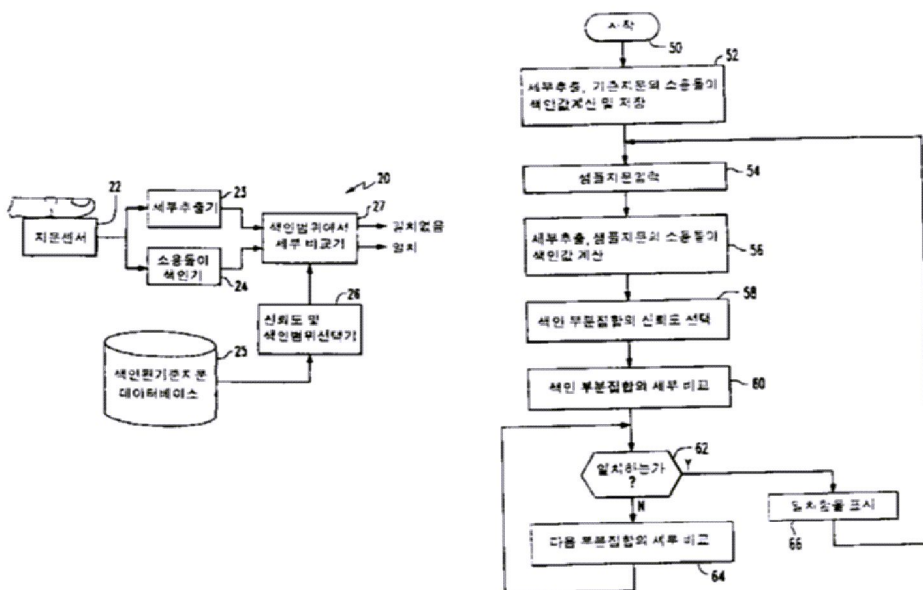 20
22
지문센서
23
세부추출기
소용돌이
색인기
24
27
색인범위에서
세부 비교기
일치없음
일치
26
신뢰도 및
색인범위선택기
25
색인된기준지문
데이터베이스
시작
50
52
세부추출, 기준지문의 소용돌이
색인값계산 및 저장
샘플지문입력
54
세부추출, 샘플지문의 소용돌이
색인값 계산
56
58
색인 부분집합의 신뢰도 선택
색인 부분집합의 세부 비교
60
62
일치하는가
?
Y
N
일치함을 표시
66
다음 부분집합의 세부 비교
64